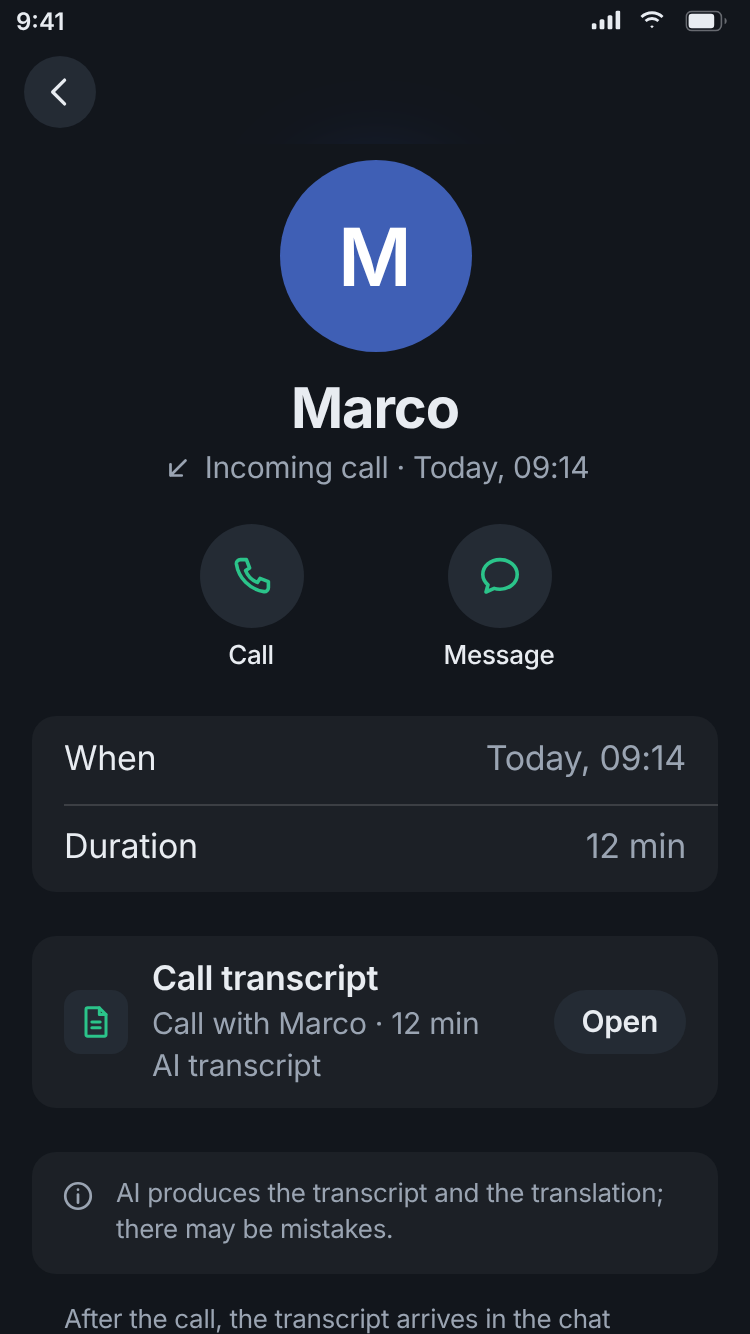 9:41
M
Marco
Incoming call · Today, 09:14
Call
Message
When
Today, 09:14
Duration
12 min
Call transcript
Call with Marco · 12 min
AI transcript
Open
AI produces the transcript and the translation;
there may be mistakes.
After the call, the transcript arrives in the chat